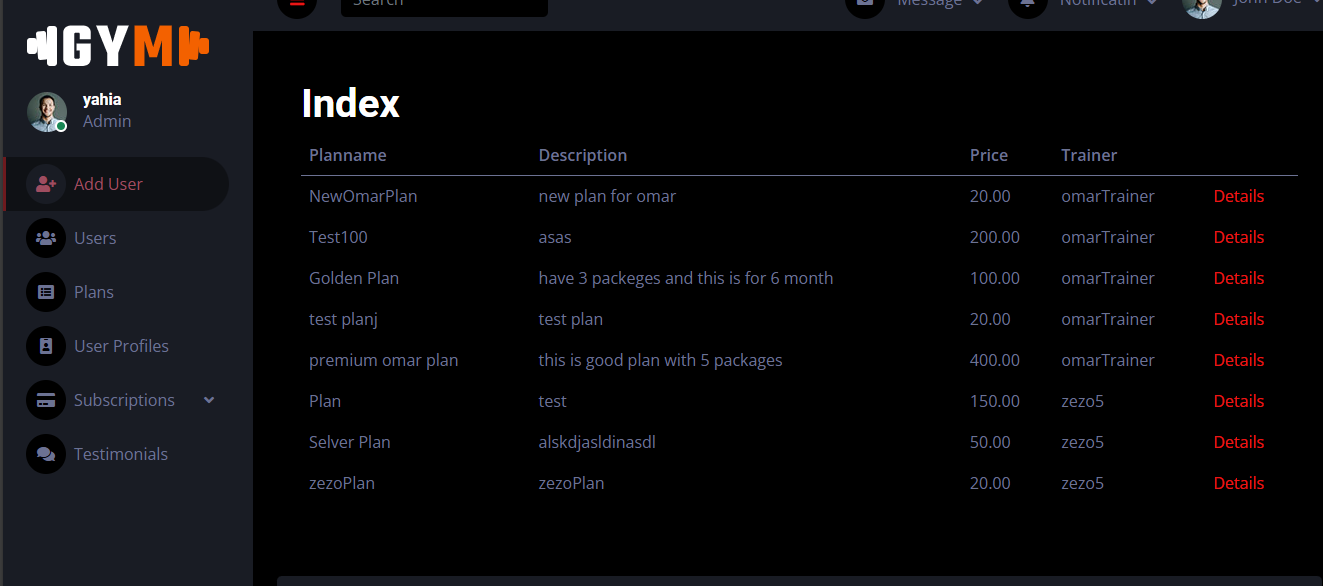 Search
Message
Notificatin
John Doe
GYM
yahia
Admin
Add User
Users
Plans
User Profiles
Subscriptions
Testimonials
Index
Planname Description Price Trainer
NewOmarPlan new plan for omar 20.00 omarTrainer Details
Test100 asas 200.00 omarTrainer Details
Golden Plan have 3 packeges and this is for 6 month 100.00 omarTrainer Details
test planj test plan 20.00 omarTrainer Details
premium omar plan this is good plan with 5 packages 400.00 omarTrainer Details
Plan test 150.00 zezo5 Details
Selver Plan alskdjasldinasdl 50.00 zezo5 Details
zezoPlan zezoPlan 20.00 zezo5 Details